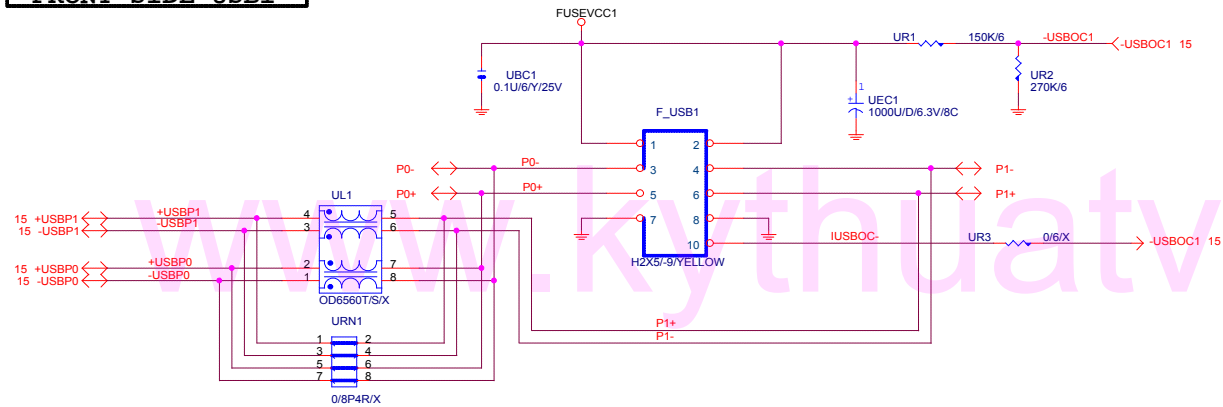 FRONT SIDE USB1
FUSEVCC1
UR1 150K/6 -USBOC1 -USBOC1 15
UBC1
0.1U/6/Y/25V
UR2
270K/6
1
+ UEC1
1000U/D/6.3V/8C
F_USB1
1 2
P0- P0- 3 4 P1-
P0+ P0+ 5 6 P1+
7 8
10 IUSBOC- UR3 0/6/X -USBOC1 15
H2X5/-9/YELLOW
UL1
15 +USBP1 +USBP1 4 5
15 -USBP1 -USBP1 3 6
15 +USBP0 +USBP0 2 7
15 -USBP0 -USBP0 1 8
OD6560T/S/X
P1+
P1-
URN1
1 2
3 4
5 6
7 8
0/8P4R/X
www.kythuatv